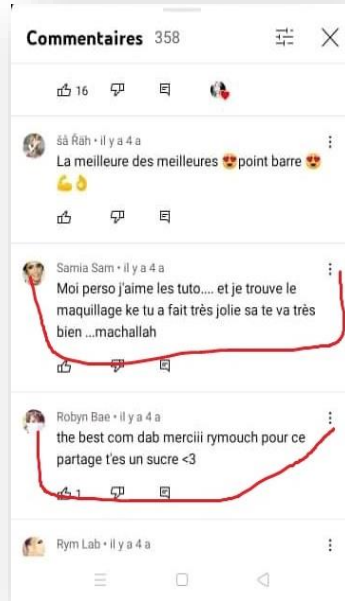 Commentaires 358
16
šå Řäh • il y a 4 a
La meilleure des meilleures 😍point barre 😍
💪👌
Samia Sam • il y a 4 a
Moi perso j'aime les tuto.... et je trouve le
maquillage ke tu a fait très jolie sa te va très
bien ...machallah
Robyn Bae • il y a 4 a
the best com dab merciii rymouch pour ce
partage t'es un sucre <3
1
Rym Lab • il y a 4 a